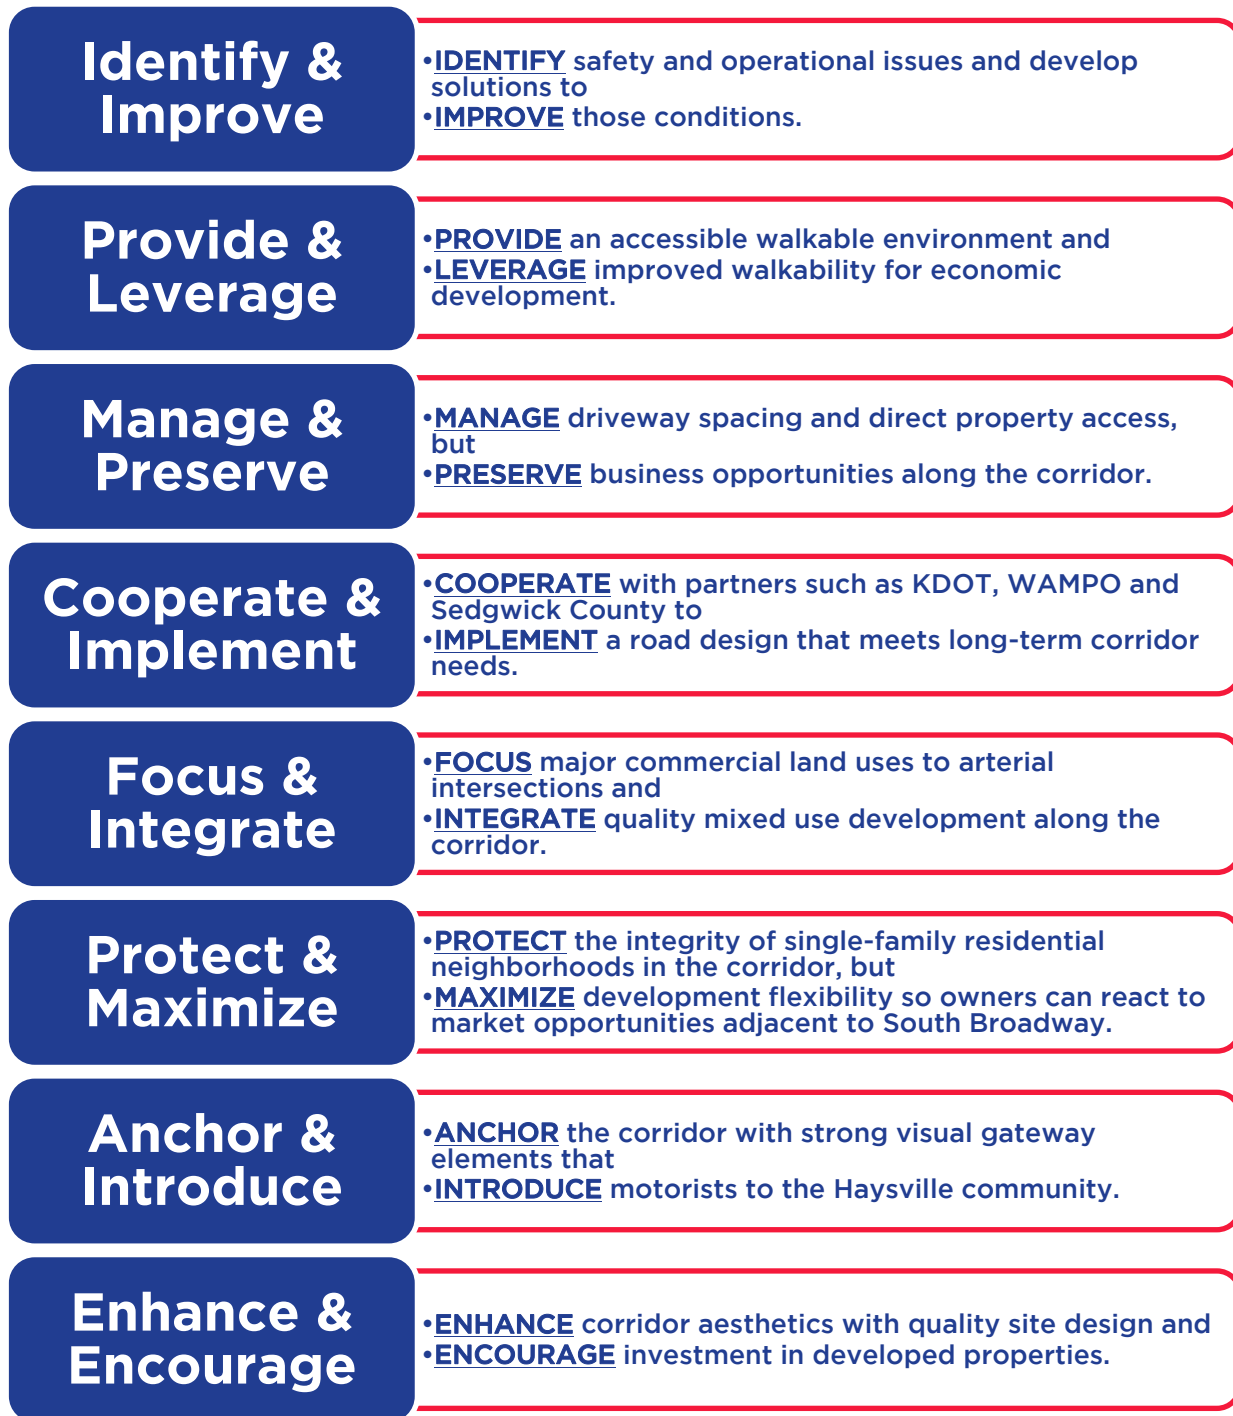 Identify &
Improve
•IDENTIFY safety and operational issues and develop
solutions to
•IMPROVE those conditions.
Provide &
Leverage
•PROVIDE an accessible walkable environment and
•LEVERAGE improved walkability for economic
development.
Manage &
Preserve
•MANAGE driveway spacing and direct property access,
but
•PRESERVE business opportunities along the corridor.
Cooperate &
Implement
•COOPERATE with partners such as KDOT, WAMPO and
Sedgwick County to
•IMPLEMENT a road design that meets long-term corridor
needs.
Focus &
Integrate
•FOCUS major commercial land uses to arterial
intersections and
•INTEGRATE quality mixed use development along the
corridor.
Protect &
Maximize
•PROTECT the integrity of single-family residential
neighborhoods in the corridor, but
•MAXIMIZE development flexibility so owners can react to
market opportunities adjacent to South Broadway.
Anchor &
Introduce
•ANCHOR the corridor with strong visual gateway
elements that
•INTRODUCE motorists to the Haysville community.
Enhance &
Encourage
•ENHANCE corridor aesthetics with quality site design and
•ENCOURAGE investment in developed properties.